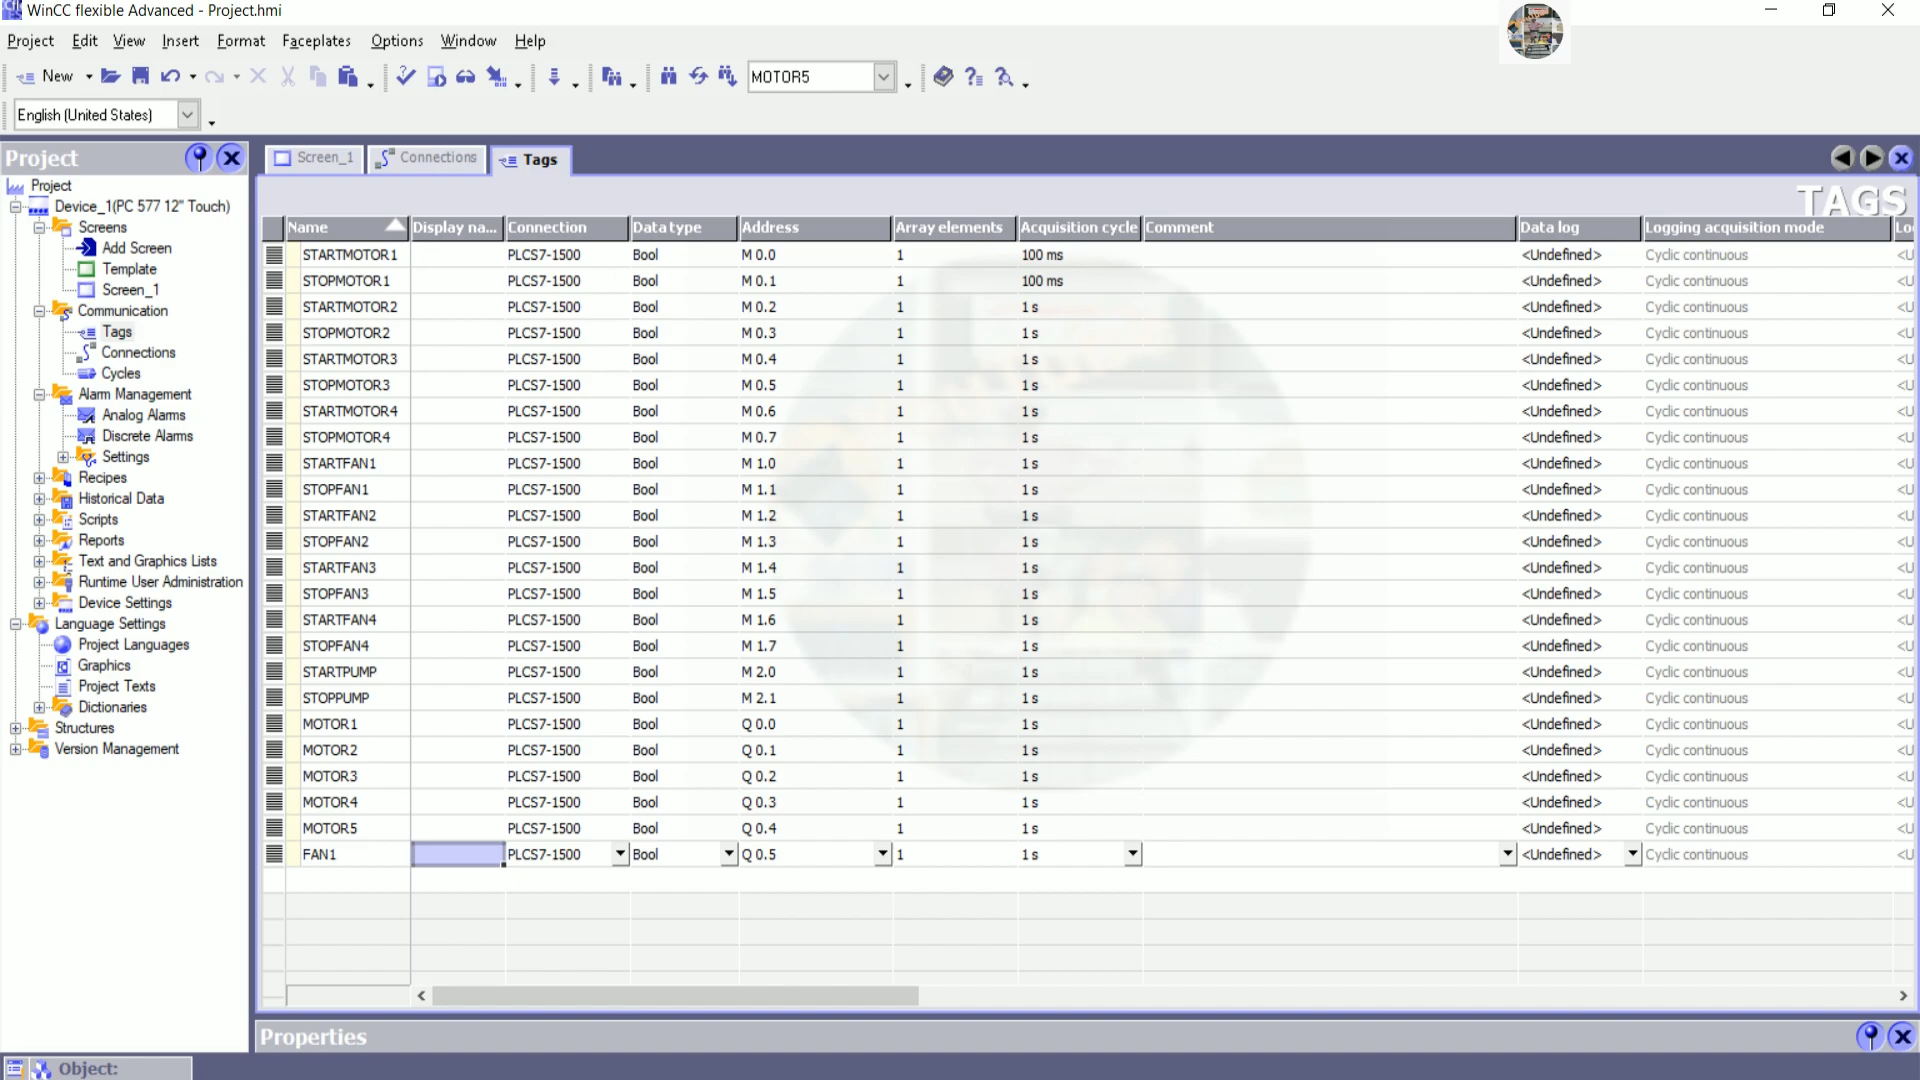 WinCC flexible Advanced - Project.hmi
Project Edit View Insert Format Faceplates Options Window Help
New MOTOR5
English (United States)
Project
Project
Device_1(PC 577 12" Touch)
Screens
Add Screen
Template
Screen_1
Communication
Tags
Connections
Cycles
Alarm Management
Analog Alarms
Discrete Alarms
Settings
Recipes
Historical Data
Scripts
Reports
Text and Graphics Lists
Runtime User Administration
Device Settings
Language Settings
Project Languages
Graphics
Project Texts
Dictionaries
Structures
Version Management
Screen_1 Connections Tags
TAGS
Name Display na... Connection Data type Address Array elements Acquisition cycle Comment Data log Logging acquisition mode Lo
STARTMOTOR1 PLCS7-1500 Bool M 0.0 1 100 ms <Undefined> Cyclic continuous <U
STOPMOTOR1 PLCS7-1500 Bool M 0.1 1 100 ms <Undefined> Cyclic continuous <U
STARTMOTOR2 PLCS7-1500 Bool M 0.2 1 1 s <Undefined> Cyclic continuous <U
STOPMOTOR2 PLCS7-1500 Bool M 0.3 1 1 s <Undefined> Cyclic continuous <U
STARTMOTOR3 PLCS7-1500 Bool M 0.4 1 1 s <Undefined> Cyclic continuous <U
STOPMOTOR3 PLCS7-1500 Bool M 0.5 1 1 s <Undefined> Cyclic continuous <U
STARTMOTOR4 PLCS7-1500 Bool M 0.6 1 1 s <Undefined> Cyclic continuous <U
STOPMOTOR4 PLCS7-1500 Bool M 0.7 1 1 s <Undefined> Cyclic continuous <U
STARTFAN1 PLCS7-1500 Bool M 1.0 1 1 s <Undefined> Cyclic continuous <U
STOPFAN1 PLCS7-1500 Bool M 1.1 1 1 s <Undefined> Cyclic continuous <U
STARTFAN2 PLCS7-1500 Bool M 1.2 1 1 s <Undefined> Cyclic continuous <U
STOPFAN2 PLCS7-1500 Bool M 1.3 1 1 s <Undefined> Cyclic continuous <U
STARTFAN3 PLCS7-1500 Bool M 1.4 1 1 s <Undefined> Cyclic continuous <U
STOPFAN3 PLCS7-1500 Bool M 1.5 1 1 s <Undefined> Cyclic continuous <U
STARTFAN4 PLCS7-1500 Bool M 1.6 1 1 s <Undefined> Cyclic continuous <U
STOPFAN4 PLCS7-1500 Bool M 1.7 1 1 s <Undefined> Cyclic continuous <U
STARTPUMP PLCS7-1500 Bool M 2.0 1 1 s <Undefined> Cyclic continuous <U
STOPPUMP PLCS7-1500 Bool M 2.1 1 1 s <Undefined> Cyclic continuous <U
MOTOR1 PLCS7-1500 Bool Q 0.0 1 1 s <Undefined> Cyclic continuous <U
MOTOR2 PLCS7-1500 Bool Q 0.1 1 1 s <Undefined> Cyclic continuous <U
MOTOR3 PLCS7-1500 Bool Q 0.2 1 1 s <Undefined> Cyclic continuous <U
MOTOR4 PLCS7-1500 Bool Q 0.3 1 1 s <Undefined> Cyclic continuous <U
MOTOR5 PLCS7-1500 Bool Q 0.4 1 1 s <Undefined> Cyclic continuous <U
FAN1 PLCS7-1500 Bool Q 0.5 1 1 s <Undefined> Cyclic continuous <U
Properties
Object: